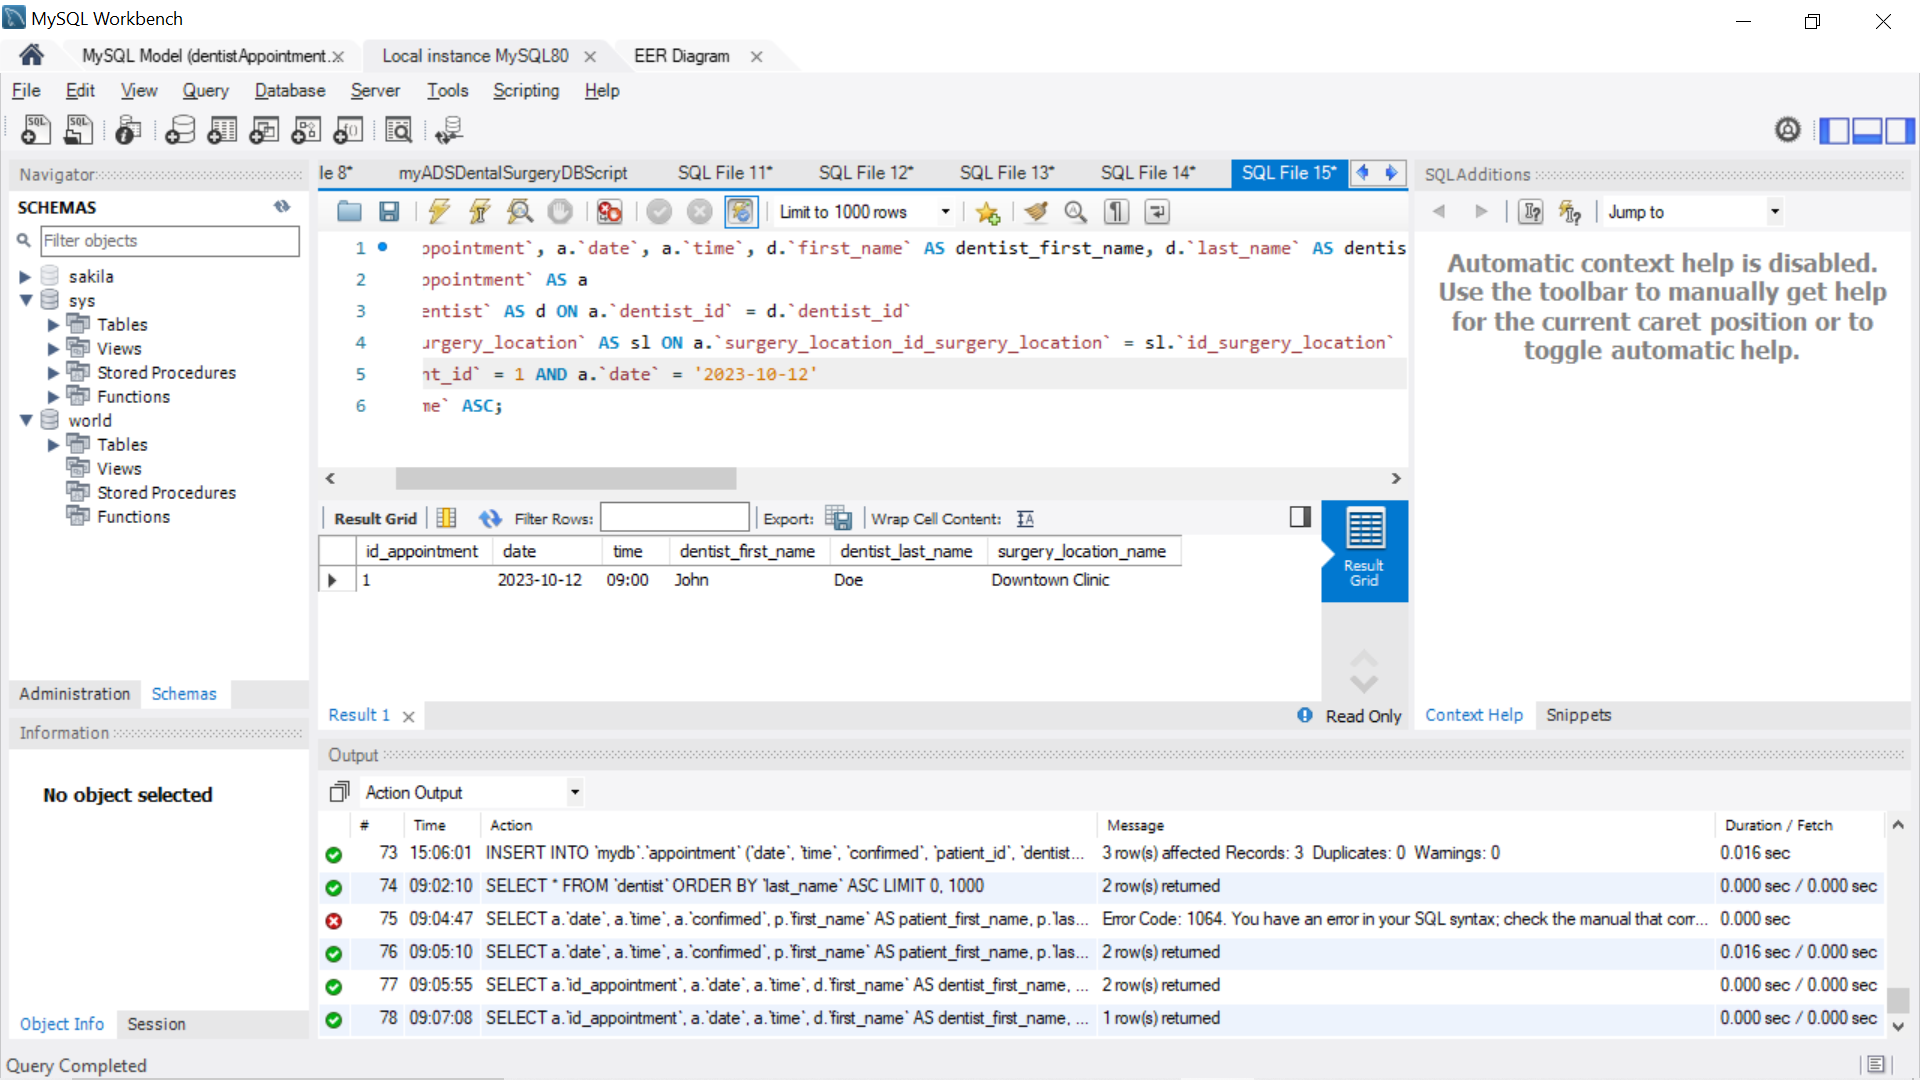 MySQL Workbench
MySQL Model (dentistAppointment.
Local instance MySQL80
EER Diagram
File Edit View Query Database Server Tools Scripting Help
Navigator
SCHEMAS
Filter objects
sakila
sys
Tables
Views
Stored Procedures
Functions
world
Tables
Views
Stored Procedures
Functions
Administration Schemas
Information
No object selected
Object Info Session
Query Completed
le 8* myADSDentalSurgeryDBScript SQL File 11* SQL File 12* SQL File 13* SQL File 14* SQL File 15*
Limit to 1000 rows
1 ppointment`, a.`date`, a.`time`, d.`first_name` AS dentist_first_name, d.`last_name` AS dentis
2 ppointment` AS a
3 entist` AS d ON a.`dentist_id` = d.`dentist_id`
4 urgery_location` AS sl ON a.`surgery_location_id_surgery_location` = sl.`id_surgery_location`
5 nt_id` = 1 AND a.`date` = '2023-10-12'
6 me` ASC;
Result Grid Filter Rows: Export: Wrap Cell Content:
id_appointment date time dentist_first_name dentist_last_name surgery_location_name
1 2023-10-12 09:00 John Doe Downtown Clinic
Result Grid
Result 1
Read Only
SQLAdditions
Jump to
Automatic context help is disabled.
Use the toolbar to manually get help
for the current caret position or to
toggle automatic help.
Context Help Snippets
Output
Action Output
# Time Action Message Duration / Fetch
73 15:06:01 INSERT INTO `mydb`.`appointment` (`date`, `time`, `confirmed`, `patient_id`, `dentist... 3 row(s) affected Records: 3 Duplicates: 0 Warnings: 0 0.016 sec
74 09:02:10 SELECT * FROM `dentist` ORDER BY `last_name` ASC LIMIT 0, 1000 2 row(s) returned 0.000 sec / 0.000 sec
75 09:04:47 SELECT a.`date`, a.`time`, a.`confirmed`, p.`first_name` AS patient_first_name, p.`las... Error Code: 1064. You have an error in your SQL syntax; check the manual that corr... 0.000 sec
76 09:05:10 SELECT a.`date`, a.`time`, a.`confirmed`, p.`first_name` AS patient_first_name, p.`las... 2 row(s) returned 0.016 sec / 0.000 sec
77 09:05:55 SELECT a.`id_appointment`, a.`date`, a.`time`, d.`first_name` AS dentist_first_name, ... 2 row(s) returned 0.000 sec / 0.000 sec
78 09:07:08 SELECT a.`id_appointment`, a.`date`, a.`time`, d.`first_name` AS dentist_first_name, ... 1 row(s) returned 0.000 sec / 0.000 sec